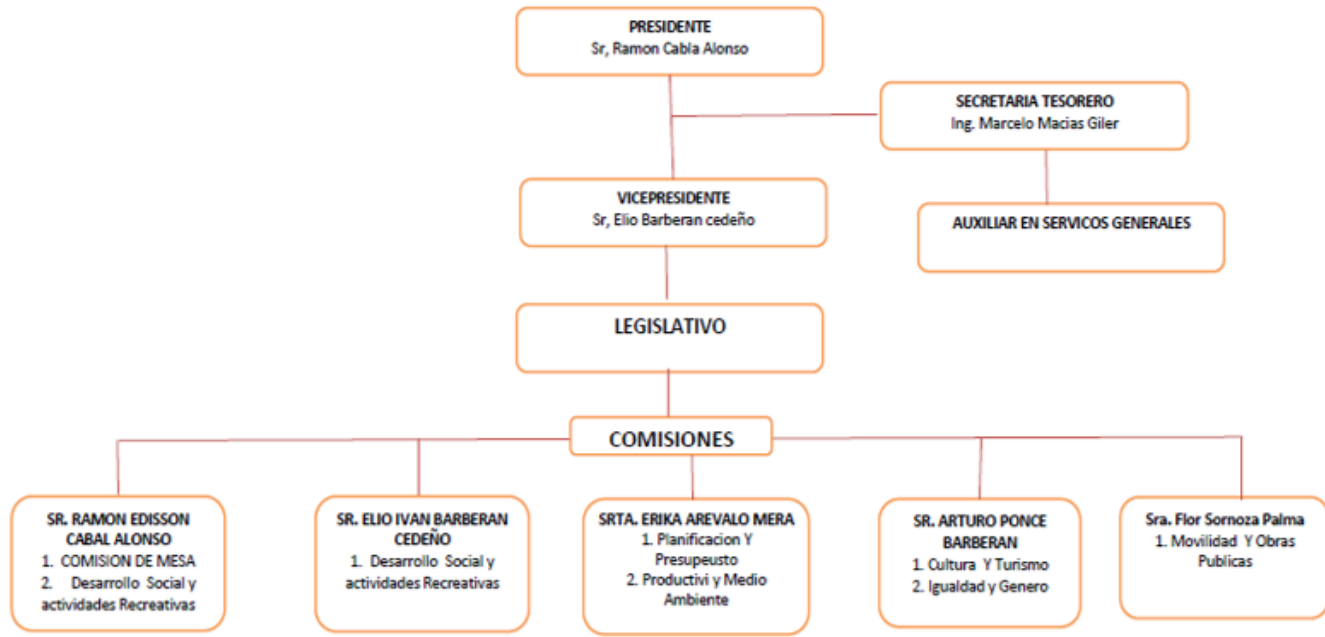 PRESIDENTE
Sr, Ramon Cabla Alonso
SECRETARIA TESORERO
Ing. Marcelo Macias Giler
VICEPRESIDENTE
Sr, Elio Barberan cedeño
AUXILIAR EN SERVICOS GENERALES
LEGISLATIVO
COMISIONES
SR. RAMON EDISSON
CABAL ALONSO
1. COMISION DE MESA
2. Desarrollo Social y
actividades Recreativas
SR. ELIO IVAN BARBERAN
CEDEÑO
1. Desarrollo Social y
actividades Recreativas
SRTA. ERIKA AREVALO MERA
1. Planificacion Y
Presupeusto
2. Productivi y Medio
Ambiente
SR. ARTURO PONCE
BARBERAN
1. Cultura Y Turismo
2. Igualdad y Genero
Sra. Flor Sornoza Palma
1. Movilidad Y Obras
Publicas